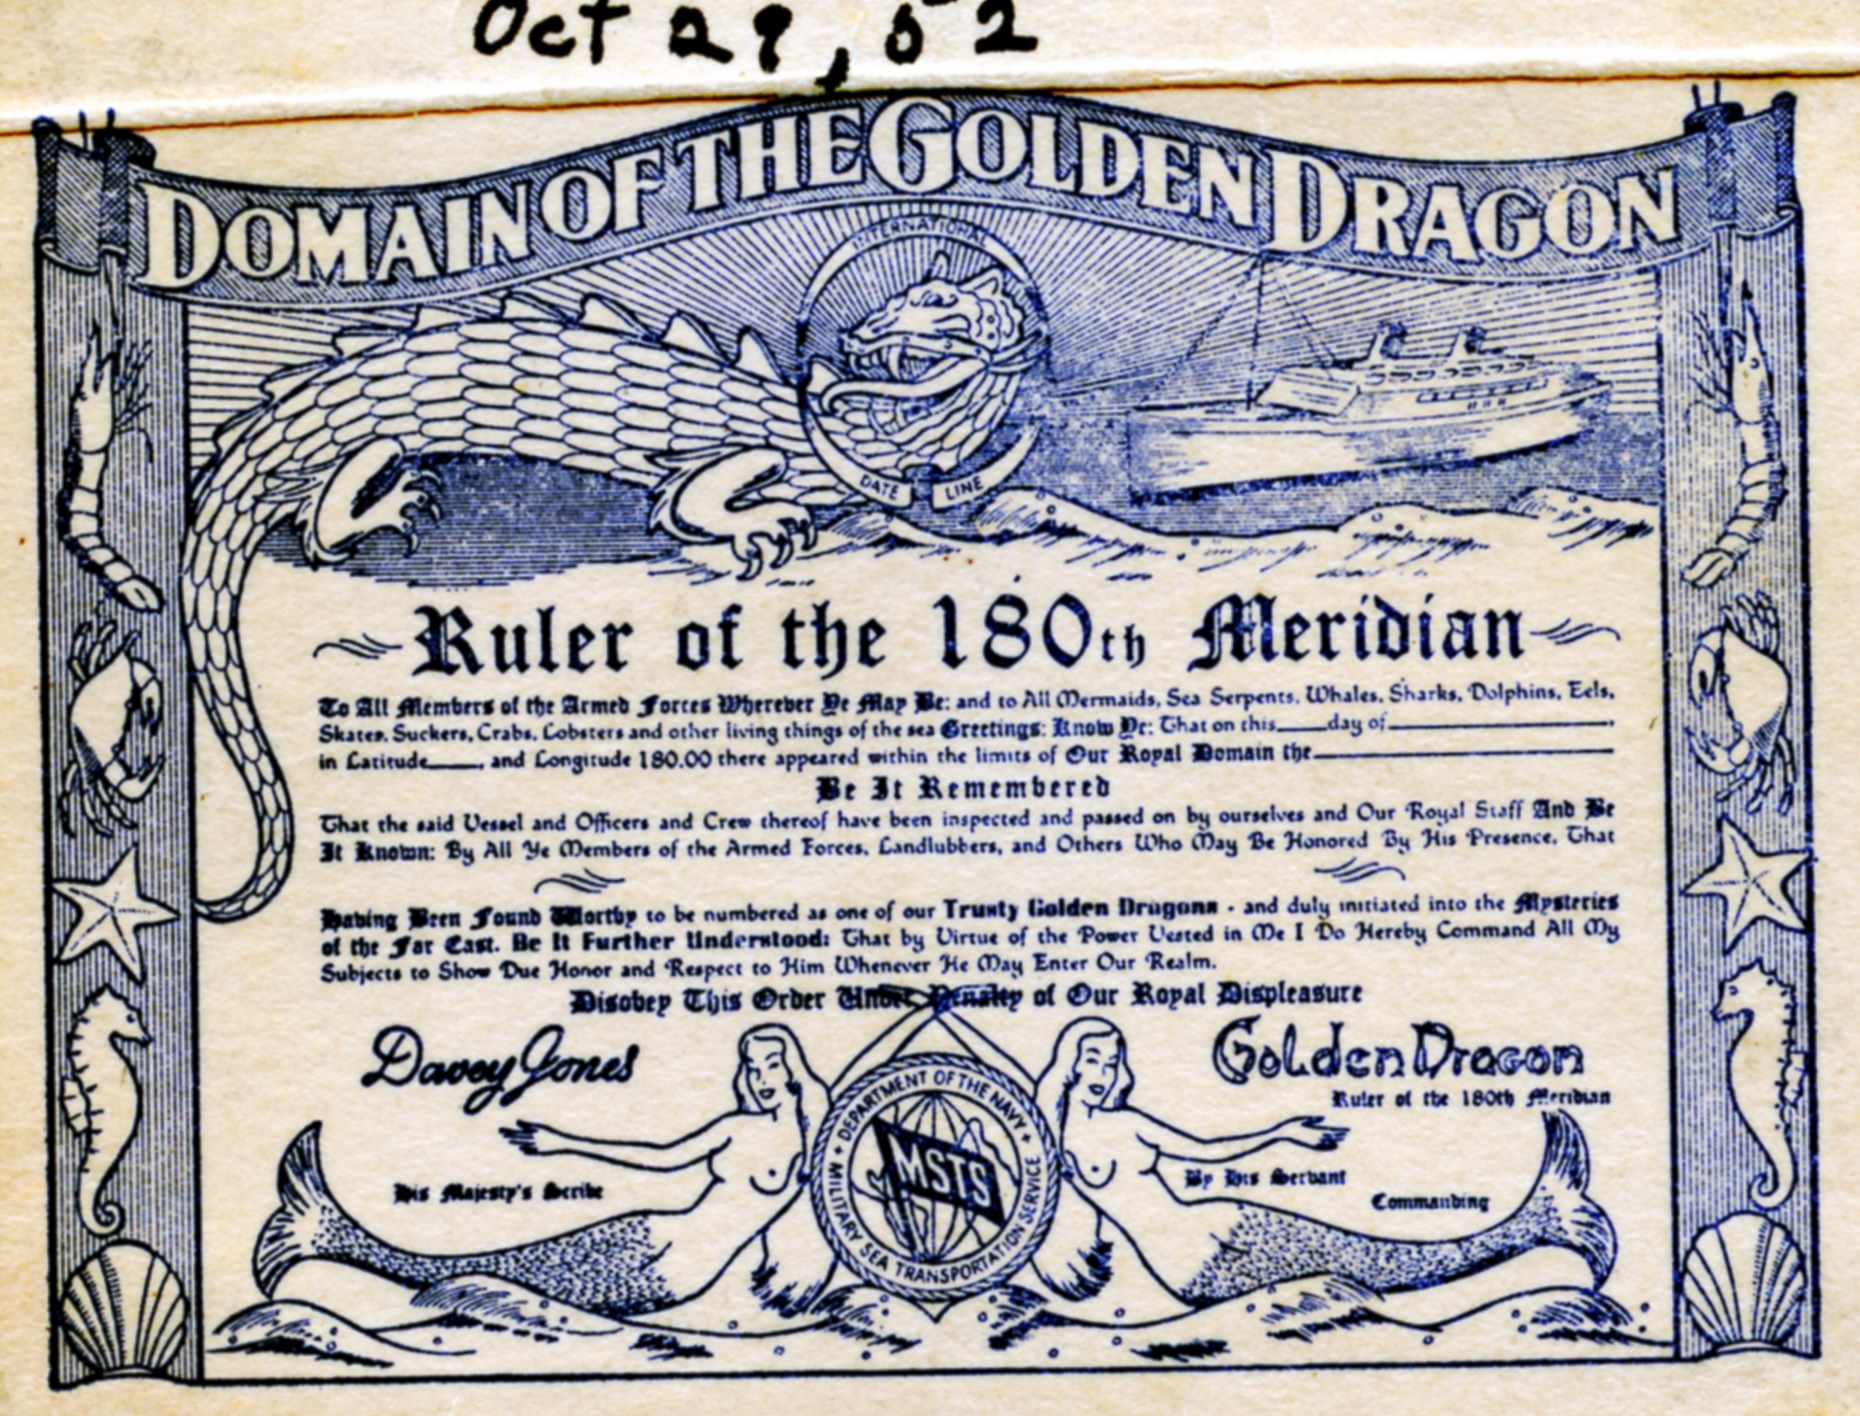 Oct 29, 52
DOMAIN OF THE GOLDEN DRAGON
INTERNATIONAL
DATE LINE
Ruler of the 180th Meridian
To All Members of the Armed Forces Wherever Ye May Be: and to All Mermaids, Sea Serpents, Whales, Sharks, Dolphins, Eels,
Skates, Suckers, Crabs, Lobsters and other living things of the sea Greetings: Know Ye: That on this____day of____________________,
in Latitude____, and Longitude 180.00 there appeared within the limits of Our Royal Domain the____________________
Be It Remembered
That the said Vessel and Officers and Crew thereof have been inspected and passed on by ourselves and Our Royal Staff And Be
It Known: By All Ye Members of the Armed Forces, Landlubbers, and Others Who May Be Honored By His Presence, That
Having Been Found Worthy to be numbered as one of our Trusty Golden Dragons - and duly initiated into the Mysteries
of the Far East. Be It Further Understood: That by Virtue of the Power Vested in Me I Do Hereby Command All My
Subjects to Show Due Honor and Respect to Him Whenever He May Enter Our Realm.
Disobey This Order Under Penalty of Our Royal Displeasure
Davey Jones
Golden Dragon
Ruler of the 180th Meridian
DEPARTMENT OF THE NAVY
MSTS
MILITARY SEA TRANSPORTATION SERVICE
His Majesty's Scribe
By His Servant
Commanding